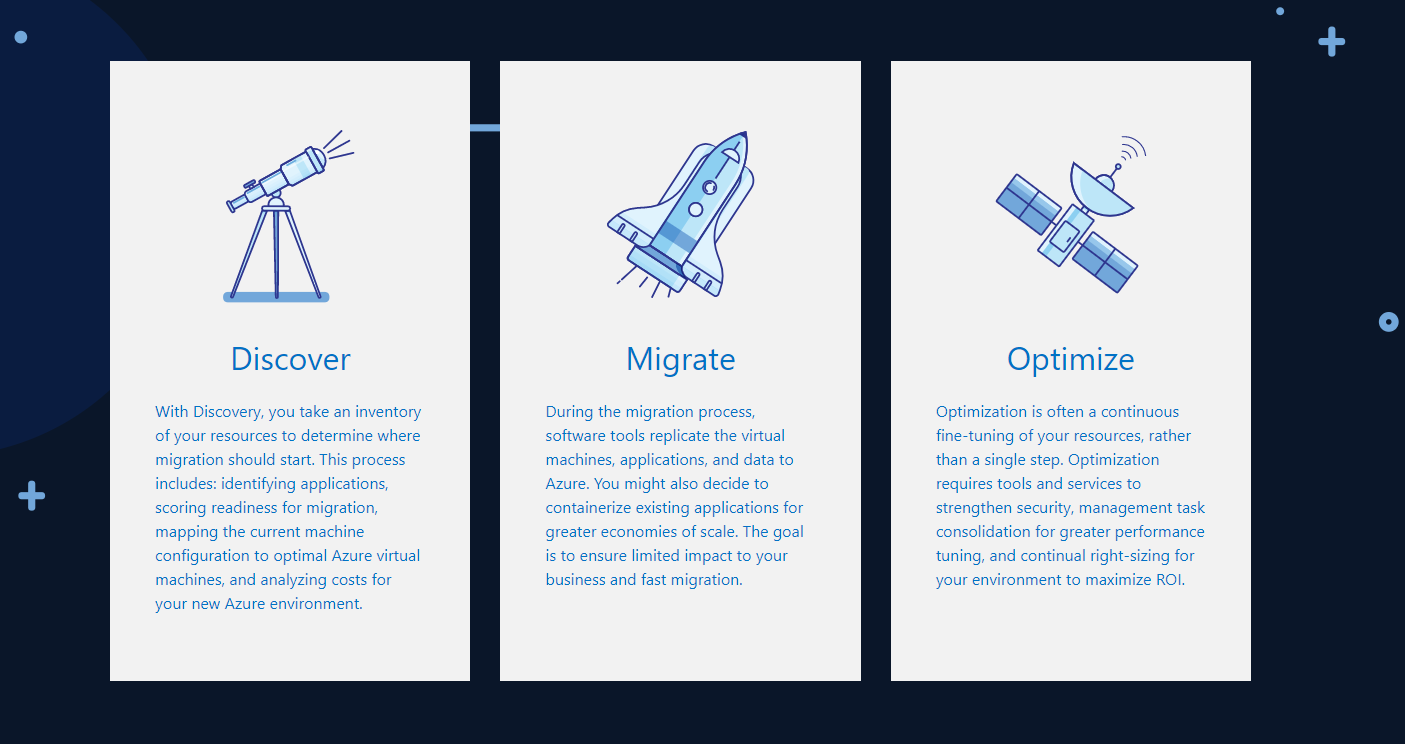 Discover
With Discovery, you take an inventory
of your resources to determine where
migration should start. This process
includes: identifying applications,
scoring readiness for migration,
mapping the current machine
configuration to optimal Azure virtual
machines, and analyzing costs for
your new Azure environment.
Migrate
During the migration process,
software tools replicate the virtual
machines, applications, and data to
Azure. You might also decide to
containerize existing applications for
greater economies of scale. The goal
is to ensure limited impact to your
business and fast migration.
Optimize
Optimization is often a continuous
fine-tuning of your resources, rather
than a single step. Optimization
requires tools and services to
strengthen security, management task
consolidation for greater performance
tuning, and continual right-sizing for
your environment to maximize ROI.